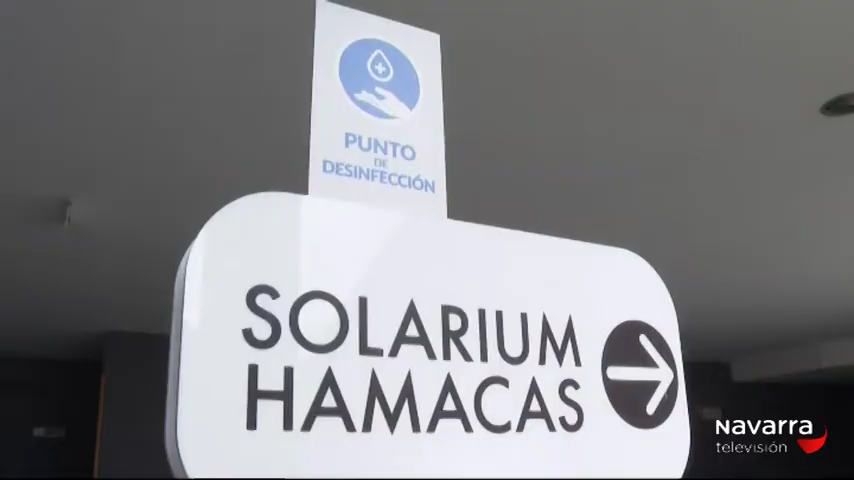 PUNTO
DE
DESINFECCIÓN
SOLARIUM
HAMACAS
Navarra
televisión